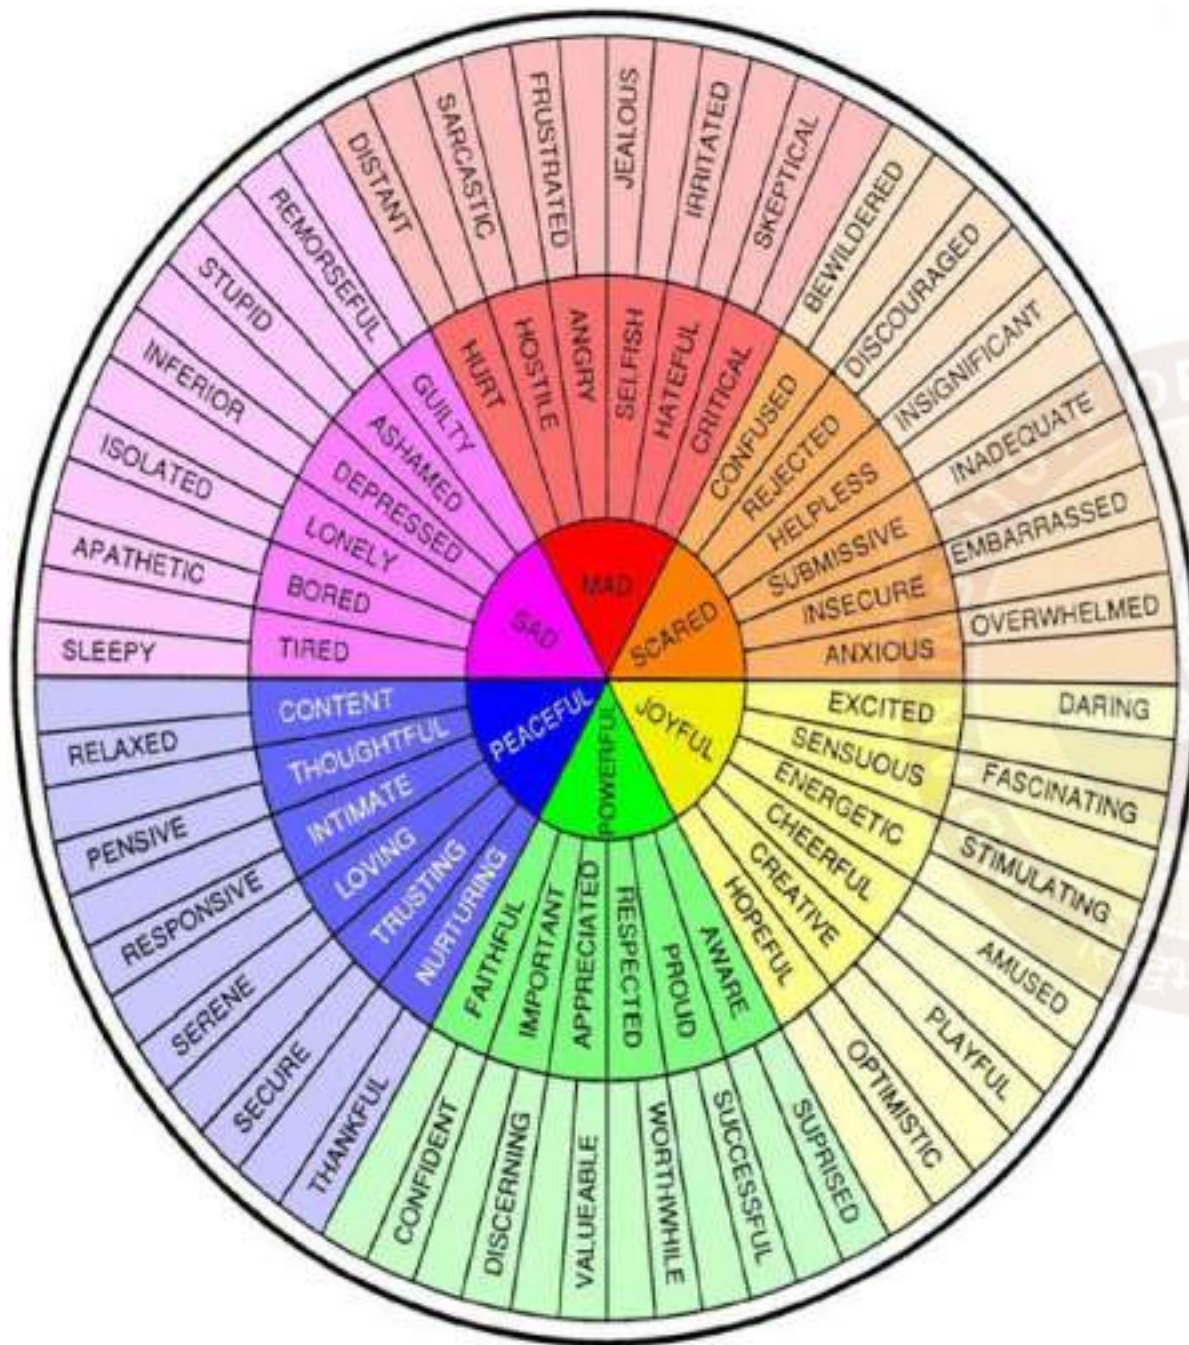 MAD
SCARED
JOYFUL
POWERFUL
PEACEFUL
SAD
HURT
HOSTILE
ANGRY
SELFISH
HATEFUL
CRITICAL
CONFUSED
REJECTED
HELPLESS
SUBMISSIVE
INSECURE
ANXIOUS
EXCITED
SENSUOUS
ENERGETIC
CHEERFUL
CREATIVE
HOPEFUL
AWARE
PROUD
RESPECTED
APPRECIATED
IMPORTANT
FAITHFUL
NURTURING
TRUSTING
LOVING
INTIMATE
THOUGHTFUL
CONTENT
TIRED
BORED
LONELY
DEPRESSED
ASHAMED
GUILTY
DISTANT
SARCASTIC
FRUSTRATED
JEALOUS
IRRITATED
SKEPTICAL
BEWILDERED
DISCOURAGED
INSIGNIFICANT
INADEQUATE
EMBARRASSED
OVERWHELMED
DARING
FASCINATING
STIMULATING
AMUSED
PLAYFUL
OPTIMISTIC
SUPRISED
SUCCESSFUL
WORTHWHILE
VALUEABLE
DISCERNING
CONFIDENT
THANKFUL
SECURE
SERENE
RESPONSIVE
PENSIVE
RELAXED
SLEEPY
APATHETIC
ISOLATED
INFERIOR
STUPID
REMORSEFUL